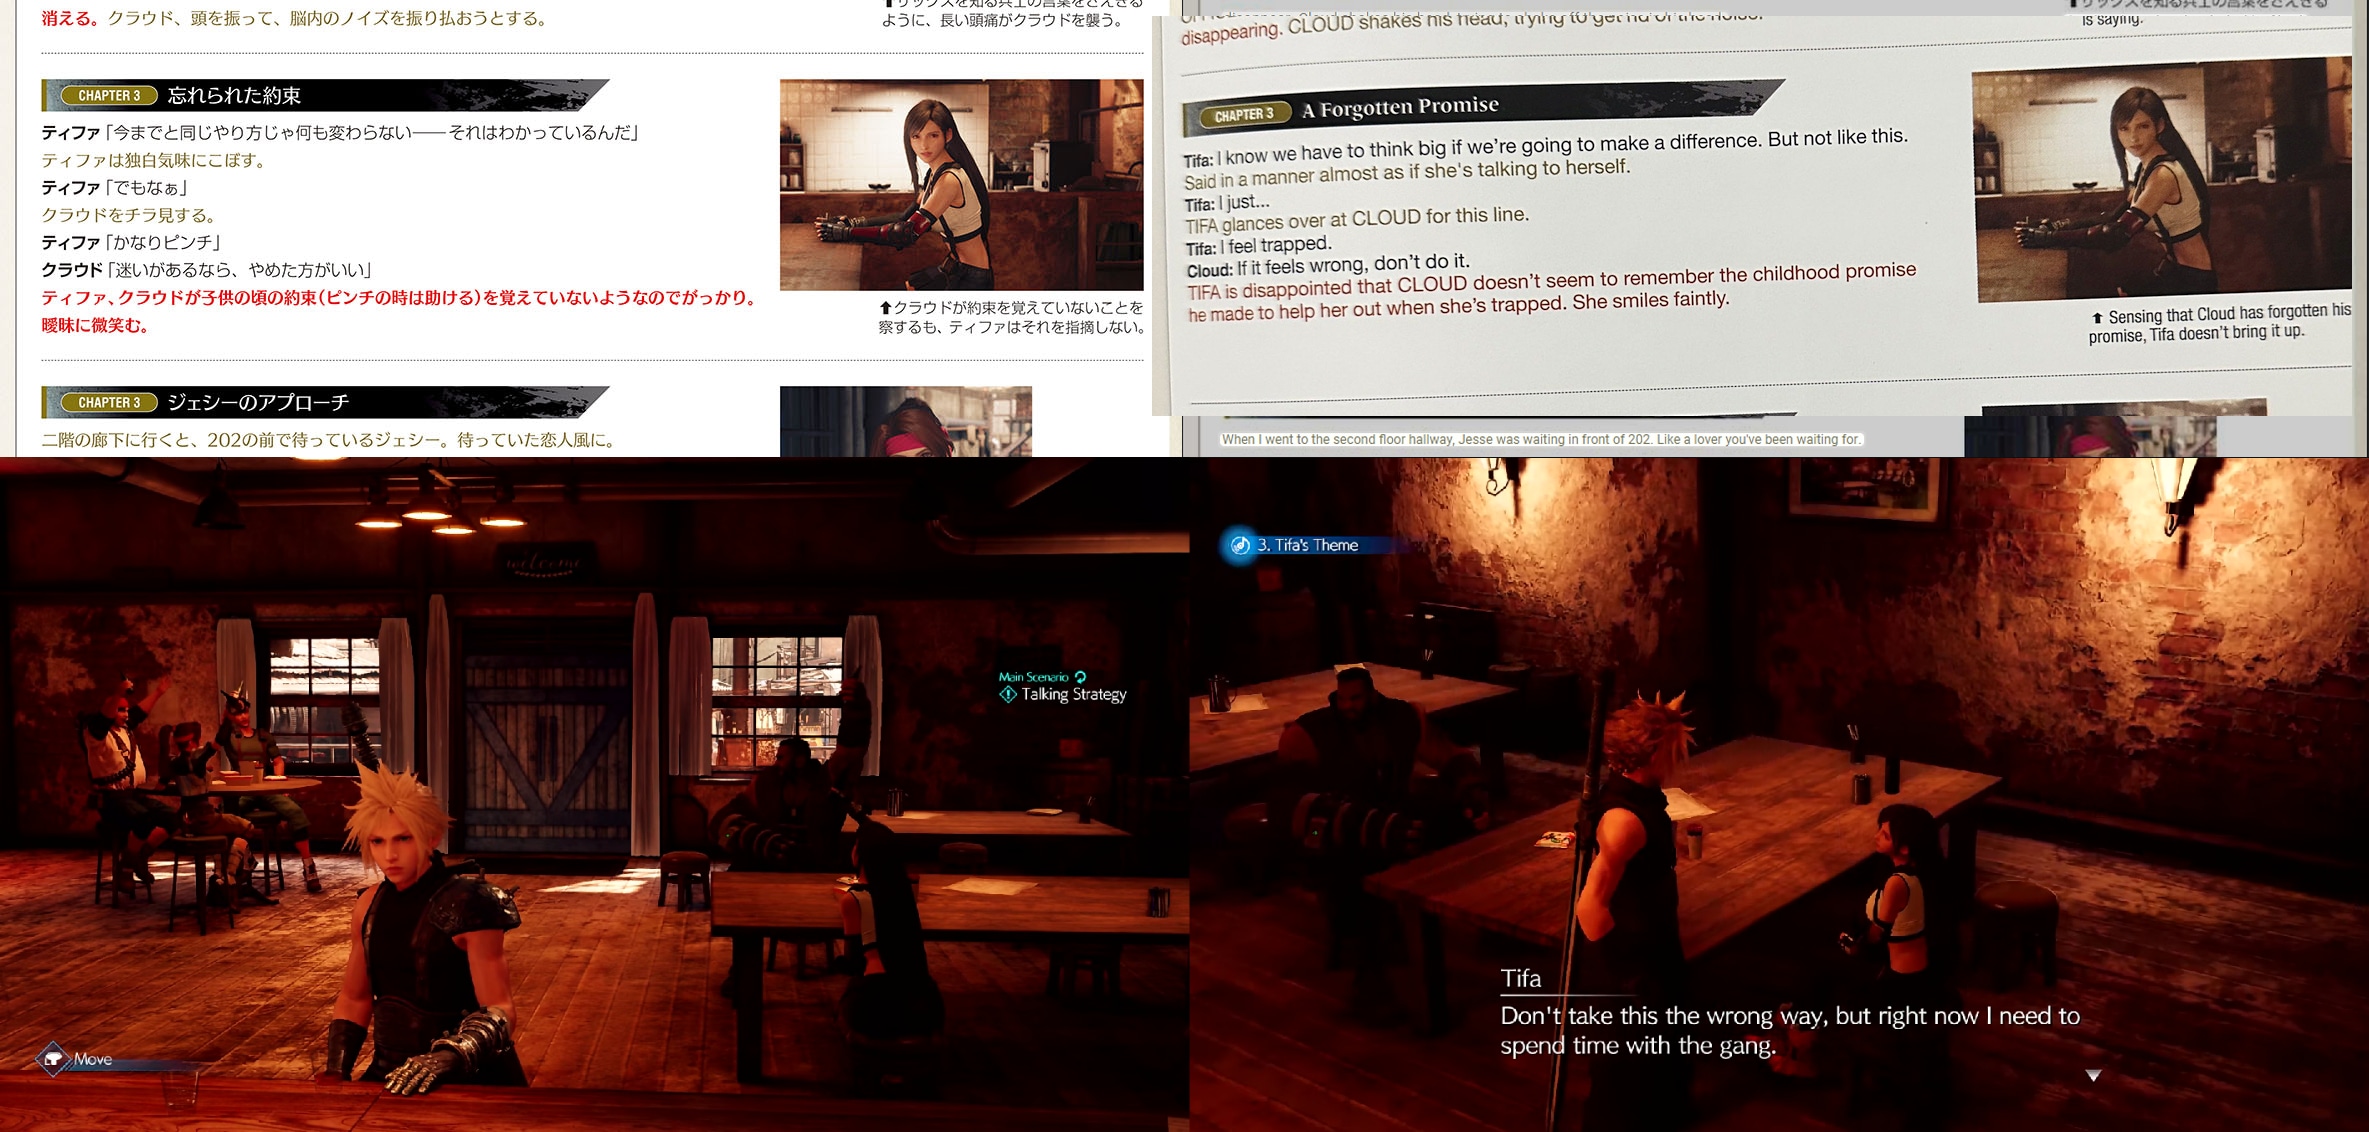 消える。クラウド、頭を振って、脳内のノイズを振り払おうとする。
ように、長い頭痛がクラウドを襲う。
CHAPTER 3 忘れられた約束
ティファ「今までと同じやり方じゃ何も変わらない――それはわかっているんだ」
ティファは独白気味にこぼす。
ティファ「でもなぁ」
クラウドをチラ見する。
ティファ「かなりピンチ」
クラウド「迷いがあるなら、やめた方がいい」
ティファ、クラウドが子供の頃の約束(ピンチの時は助ける)を覚えていないようなのでがっかり。
曖昧に微笑む。
⬆クラウドが約束を覚えていないことを
察するも、ティファはそれを指摘しない。
CHAPTER 3 ジェシーのアプローチ
二階の廊下に行くと、202の前で待っているジェシー。待っていた恋人風に。
disappearing. CLOUD shakes his head, trying to get rid of the noise.
is saying.
CHAPTER 3 A Forgotten Promise
Tifa: I know we have to think big if we're going to make a difference. But not like this.
Said in a manner almost as if she's talking to herself.
Tifa: I just...
TIFA glances over at CLOUD for this line.
Tifa: I feel trapped.
Cloud: If it feels wrong, don't do it.
TIFA is disappointed that CLOUD doesn't seem to remember the childhood promise
he made to help her out when she's trapped. She smiles faintly.
⬆ Sensing that Cloud has forgotten his
promise, Tifa doesn't bring it up.
When I went to the second floor hallway, Jesse was waiting in front of 202. Like a lover you've been waiting for.
welcome
Main Scenario
Talking Strategy
Move
3. Tifa's Theme
Tifa
Don't take this the wrong way, but right now I need to
spend time with the gang.